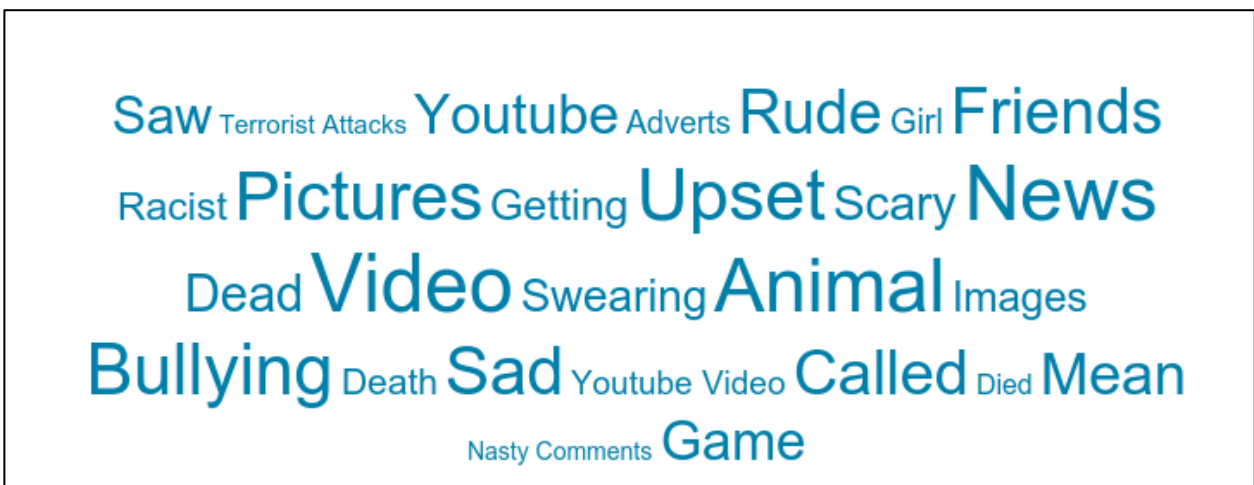 Saw Terrorist Attacks Youtube Adverts Rude Girl Friends
Racist Pictures Getting Upset Scary News
Dead Video Swearing Animal Images
Bullying Death Sad Youtube Video Called Died Mean
Nasty Comments Game